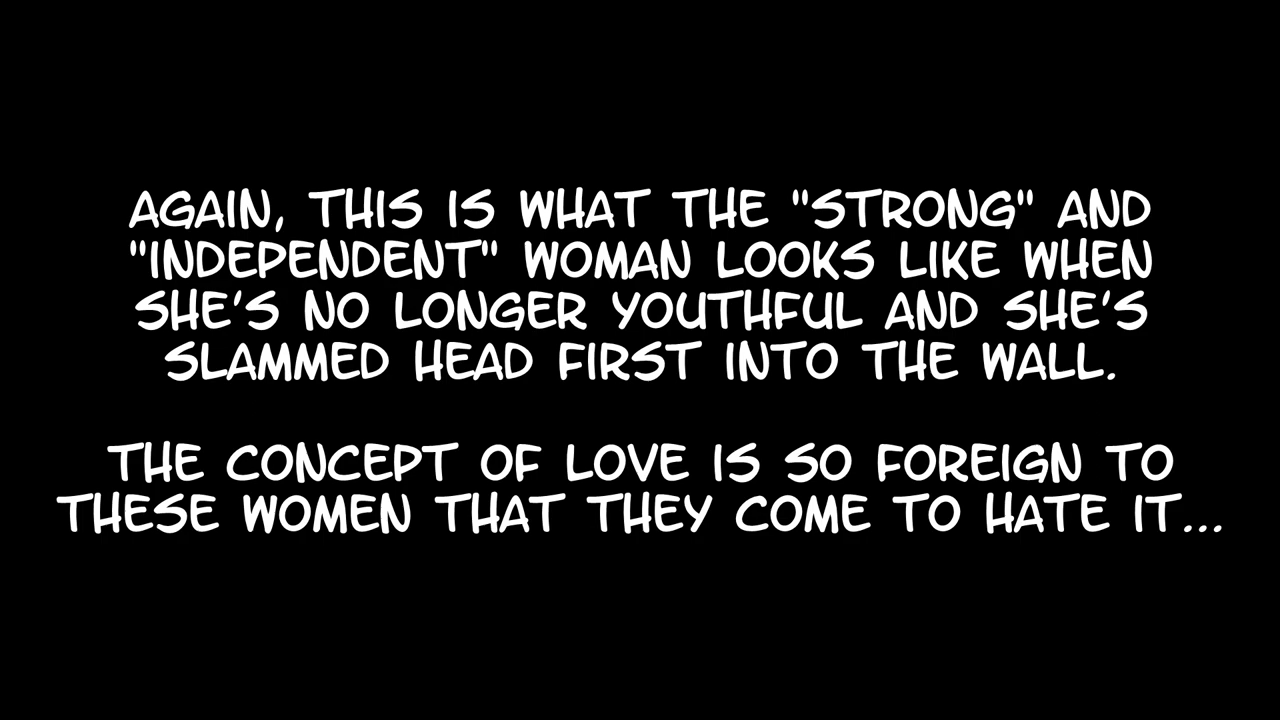 AGAIN, THIS IS WHAT THE "STRONG" AND
"INDEPENDENT" WOMAN LOOKS LIKE WHEN
SHE'S NO LONGER YOUTHFUL AND SHE'S
SLAMMED HEAD FIRST INTO THE WALL.
THE CONCEPT OF LOVE IS SO FOREIGN TO
THESE WOMEN THAT THEY COME TO HATE IT...